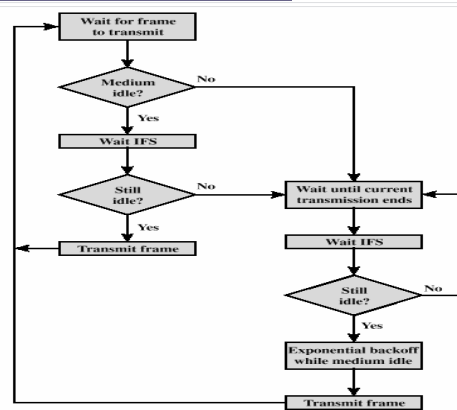 Wait for frame
to transmit
Medium
idle?
No
Yes
Wait IFS
Still
idle?
No
Yes
Transmit frame
Wait until current
transmission ends
Wait IFS
Still
idle?
No
Yes
Exponential backoff
while medium idle
Transmit frame